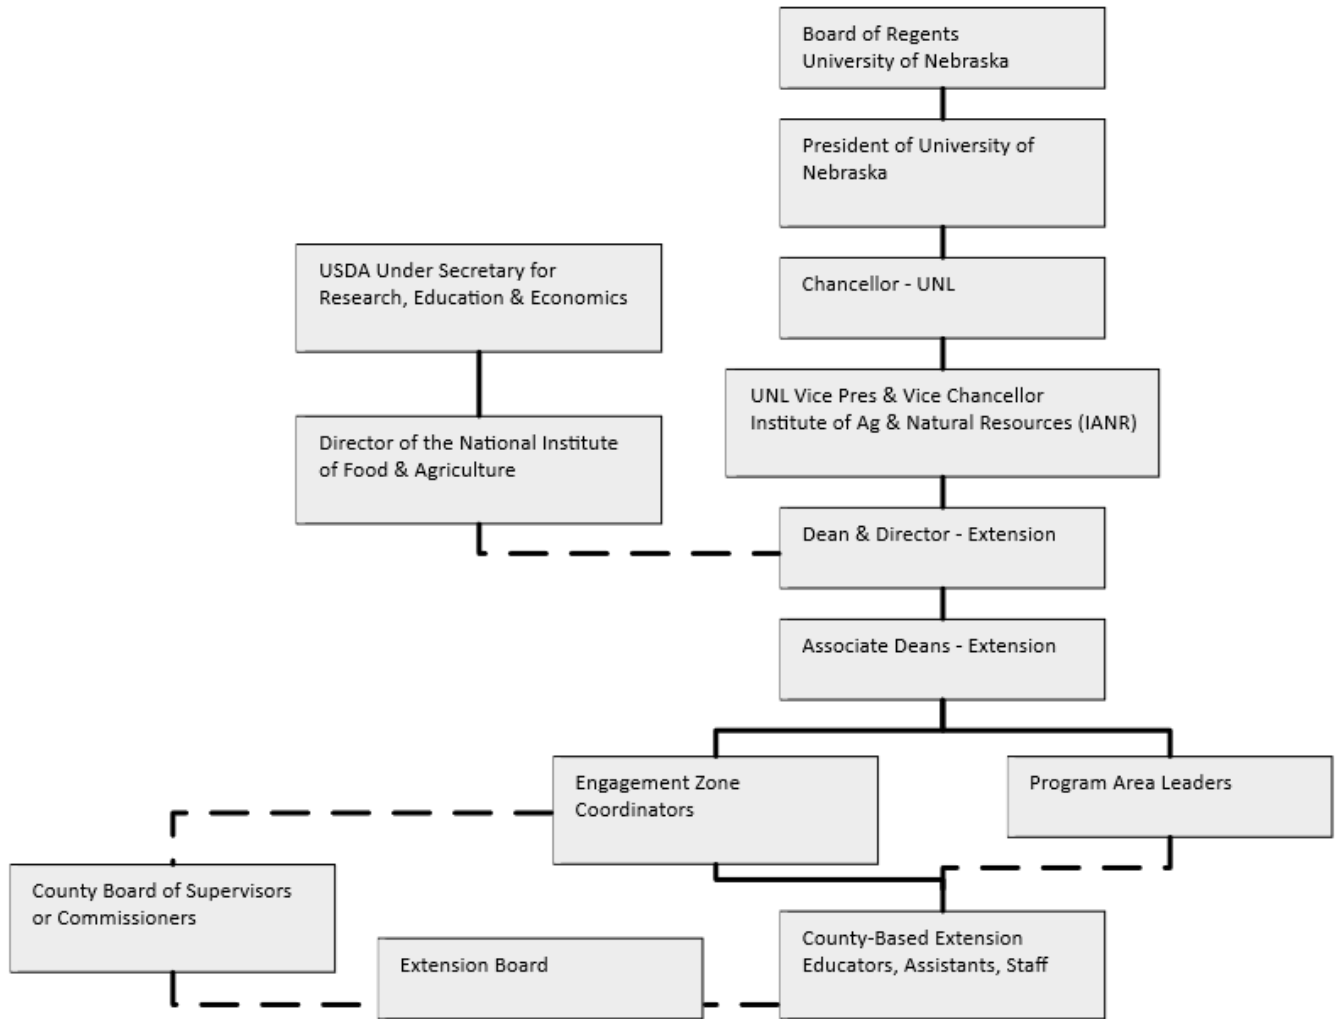 Board of Regents
University of Nebraska
President of University of
Nebraska
USDA Under Secretary for
Research, Education & Economics
Chancellor - UNL
UNL Vice Pres & Vice Chancellor
Institute of Ag & Natural Resources (IANR)
Director of the National Institute
of Food & Agriculture
Dean & Director - Extension
Associate Deans - Extension
Engagement Zone
Coordinators
Program Area Leaders
County Board of Supervisors
or Commissioners
Extension Board
County-Based Extension
Educators, Assistants, Staff